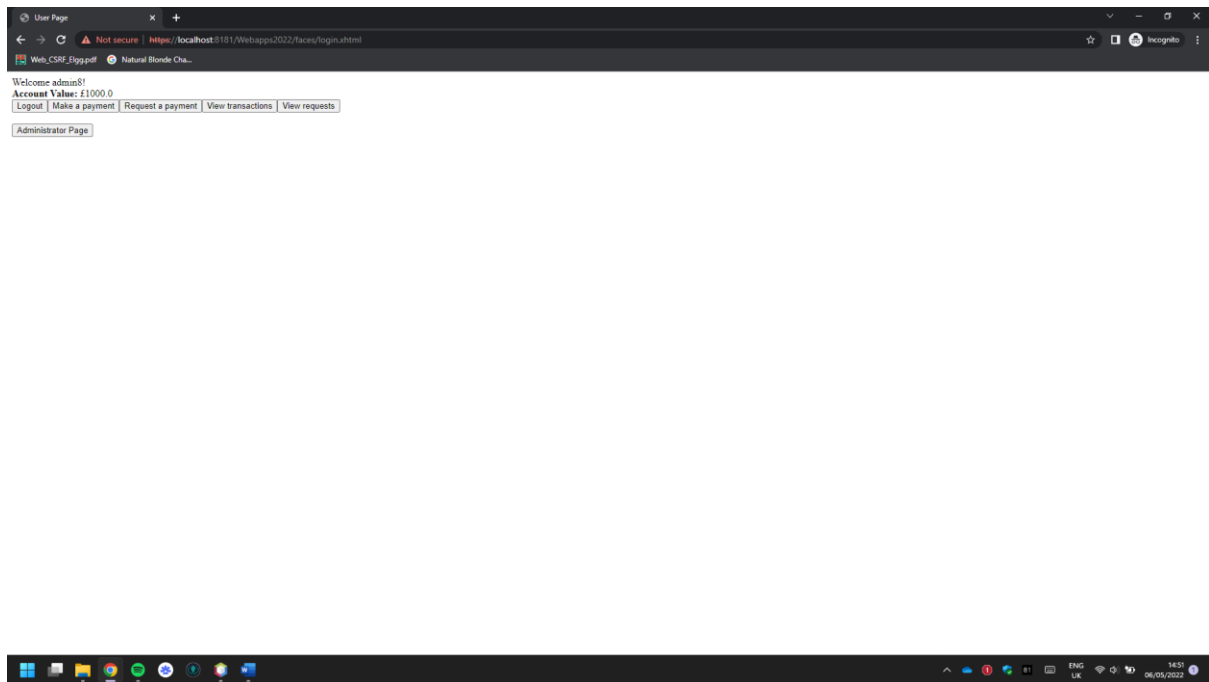 User Page
Not secure | https://localhost:8181/Webapps2022/faces/login.xhtml Incognito
Web_CSRF_Elgg.pdf Natural Blonde Cha...
Welcome admin8!
Account Value: £1000.0
Logout Make a payment Request a payment View transactions View requests
Administrator Page
ENG 14:51
UK 06/05/2022